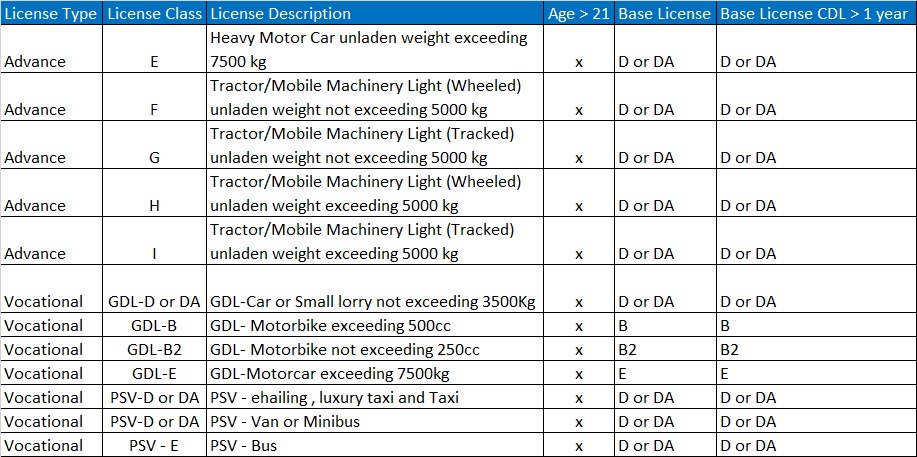 License Type License Class License Description Age > 21 Base License Base License CDL > 1 year
Heavy Motor Car unladen weight exceeding
Advance E 7500 kg x D or DA D or DA
Tractor/Mobile Machinery Light (Wheeled)
Advance F unladen weight not exceeding 5000 kg x D or DA D or DA
Tractor/Mobile Machinery Light (Tracked)
Advance G unladen weight not exceeding 5000 kg x D or DA D or DA
Tractor/Mobile Machinery Light (Wheeled)
Advance H unladen weight exceeding 5000 kg x D or DA D or DA
Tractor/Mobile Machinery Light (Tracked)
Advance I unladen weight exceeding 5000 kg x D or DA D or DA
Vocational GDL-D or DA GDL-Car or Small lorry not exceeding 3500Kg x D or DA D or DA
Vocational GDL-B GDL- Motorbike exceeding 500cc x B B
Vocational GDL-B2 GDL- Motorbike not exceeding 250cc x B2 B2
Vocational GDL-E GDL-Motorcar exceeding 7500kg x E E
Vocational PSV-D or DA PSV - ehailing , luxury taxi and Taxi x D or DA D or DA
Vocational PSV-D or DA PSV - Van or Minibus x D or DA D or DA
Vocational PSV - E PSV - Bus x D or DA D or DA